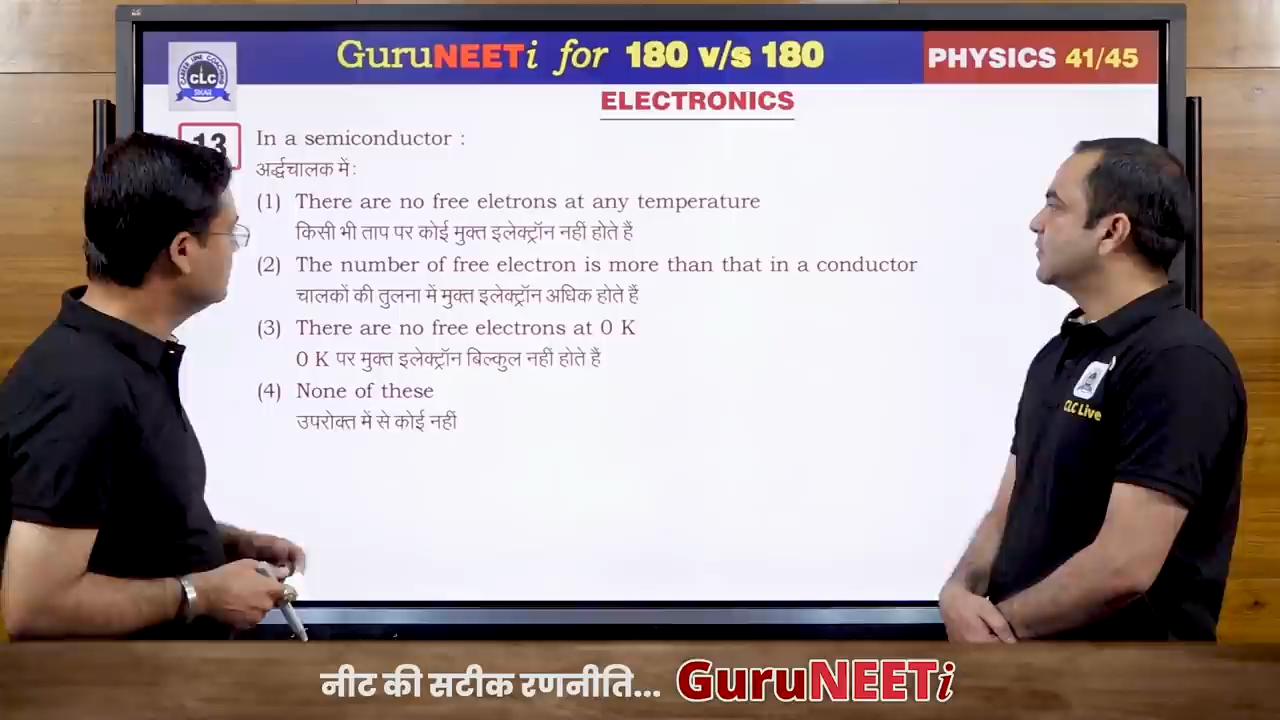 GuruNEETi for 180 v/s 180
PHYSICS 41/45
CLC
ELECTRONICS
13
In a semiconductor :
अर्द्धचालक में :
(1) There are no free eletrons at any temperature
किसी भी ताप पर कोई मुक्त इलेक्ट्रॉन नहीं होते हैं
(2) The number of free electron is more than that in a conductor
चालकों की तुलना में मुक्त इलेक्ट्रॉन अधिक होते हैं
(3) There are no free electrons at 0 K
0 K पर मुक्त इलेक्ट्रॉन बिल्कुल नहीं होते हैं
(4) None of these
उपरोक्त में से कोई नहीं
CLC Live
नीट की सटीक रणनीति... GuruNEETi